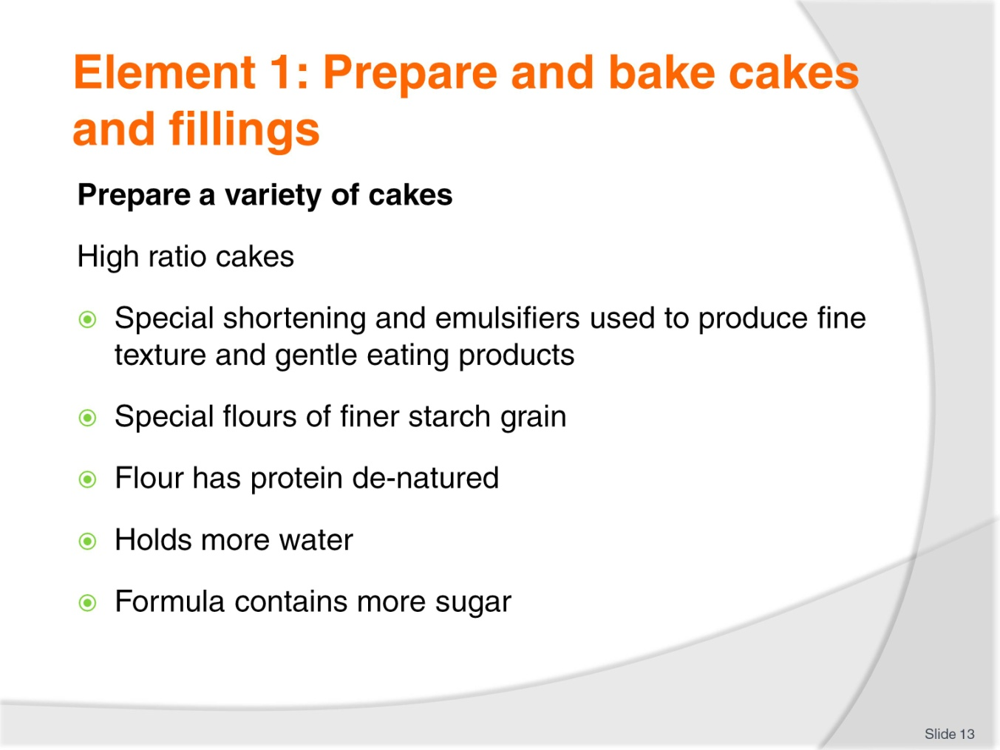 Element 1: Prepare and bake cakes
and fillings
Prepare a variety of cakes
High ratio cakes
Special shortening and emulsifiers used to produce fine
texture and gentle eating products
Special flours of finer starch grain
Flour has protein de-natured
Holds more water
Formula contains more sugar
Slide 13